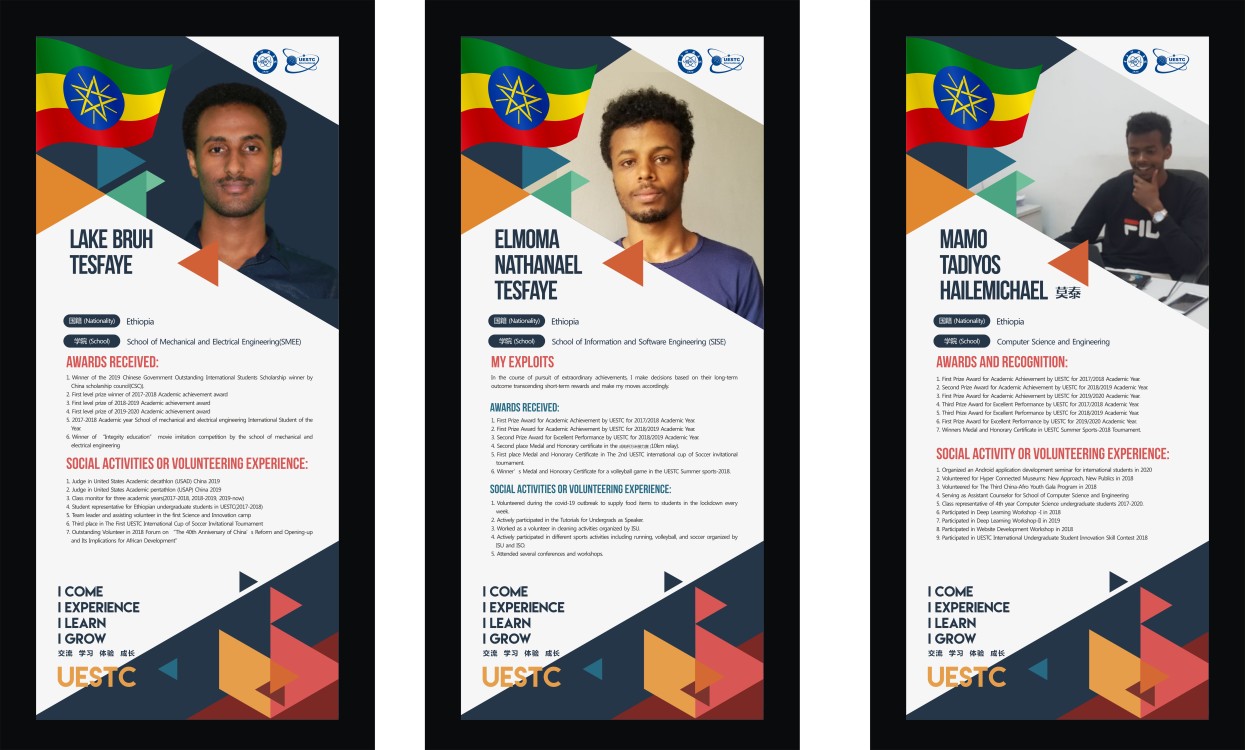 UESTC
LAKE BRUH
TESFAYE
国籍 (Nationality) Ethiopia
学院 (School) School of Mechanical and Electrical Engineering(SMEE)
AWARDS RECEIVED:
1. Winner of the 2019 Chinese Government Outstanding International Students Scholarship winner by
China scholarship council(CSC).
2. First level prize winner of 2017-2018 Academic achievement award
3. First level prize of 2018-2019 Academic achievement award
4. First level prize of 2019-2020 Academic achievement award
5. 2017-2018 Academic year School of mechanical and electrical engineering International Student of the
Year.
6. Winner of “Integrity education” movie imitation competition by the school of mechanical and
electrical engineering
SOCIAL ACTIVITIES OR VOLUNTEERING EXPERIENCE:
1. Judge in United States Academic decathlon (USAD) China 2019
2. Judge in United States Academic pentathlon (USAP) China 2019
3. Class monitor for three academic years(2017-2018, 2018-2019, 2019-now)
4. Student representative for Ethiopian undergraduate students in UESTC(2017-2018)
5. Team leader and assisting volunteer in the first Science and Innovation camp
6. Third place in The First UESTC International Cup of Soccer Invitational Tournament
7. Outstanding Volunteer in 2018 Forum on “The 40th Anniversary of China’s Reform and Opening-up
and Its Implications for African Development”
I COME
I EXPERIENCE
I LEARN
I GROW
交流 学习 体验 成长
UESTC
UESTC
ELMOMA
NATHANAEL
TESFAYE
国籍 (Nationality) Ethiopia
学院 (School) School of Information and Software Engineering (SISE)
MY EXPLOITS
In the course of pursuit of extraordinary achievements, I make decisions based on their long-term
outcome transcending short-term rewards and make my moves accordingly.
AWARDS RECEIVED:
1. First Prize Award for Academic Achievement by UESTC for 2017/2018 Academic Year.
2. First Prize Award for Academic Achievement by UESTC for 2018/2019 Academic Year.
3. Second Prize Award for Excellent Performance by UESTC for 2018/2019 Academic Year.
4. Second place Medal and Honorary certificate in the (10km relay).
5. First place Medal and Honorary Certificate in The 2nd UESTC international cup of Soccer invitational
tournament.
6. Winner’s Medal and Honorary Certificate for a volleyball game in the UESTC Summer sports-2018.
SOCIAL ACTIVITIES OR VOLUNTEERING EXPERIENCE:
1. Volunteered during the covid-19 outbreak to supply food items to students in the lockdown every
week.
2. Actively participated in the Tutorials for Undergrads as Speaker.
3. Worked as a volunteer in cleaning activities organized by ISU.
4. Actively participated in different sports activities including running, volleyball, and soccer organized by
ISU and ISO.
5. Attended several conferences and workshops.
I COME
I EXPERIENCE
I LEARN
I GROW
交流 学习 体验 成长
UESTC
UESTC
MAMO
TADIYOS
HAILEMICHAEL 莫泰
FIL
国籍 (Nationality) Ethiopia
学院 (School) Computer Science and Engineering
AWARDS AND RECOGNITION:
1. First Prize Award for Academic Achievement by UESTC for 2017/2018 Academic Year.
2. Second Prize Award for Academic Achievement by UESTC for 2018/2019 Academic Year.
3. First Prize Award for Academic Achievement by UESTC for 2019/2020 Academic Year.
4. Third Prize Award for Excellent Performance by UESTC for 2017/2018 Academic Year.
5. Third Prize Award for Excellent Performance by UESTC for 2018/2019 Academic Year.
6. First Prize Award for Excellent Performance by UESTC for 2019/2020 Academic Year.
7. Winners Medal and Honorary Certificate in UESTC Summer Sports-2018 Tournament.
SOCIAL ACTIVITY OR VOLUNTEERING EXPERIENCE:
1. Organized an Android application development seminar for international students in 2020
2. Volunteered for Hyper Connected Museums: New Approach, New Publics in 2018
3. Volunteered for The Third China-Afro Youth Gala Program in 2018
4. Serving as Assistant Counselor for School of Computer Science and Engineering
5. Class representative of 4th year Computer Science undergraduate students 2017-2020.
6. Participated in Deep Learning Workshop -I in 2018
7. Participated in Deep Learning Workshop-II in 2019
8. Participated in Website Development Workshop in 2018
9. Participated in UESTC International Undergraduate Student Innovation Skill Contest 2018
I COME
I EXPERIENCE
I LEARN
I GROW
交流 学习 体验 成长
UESTC